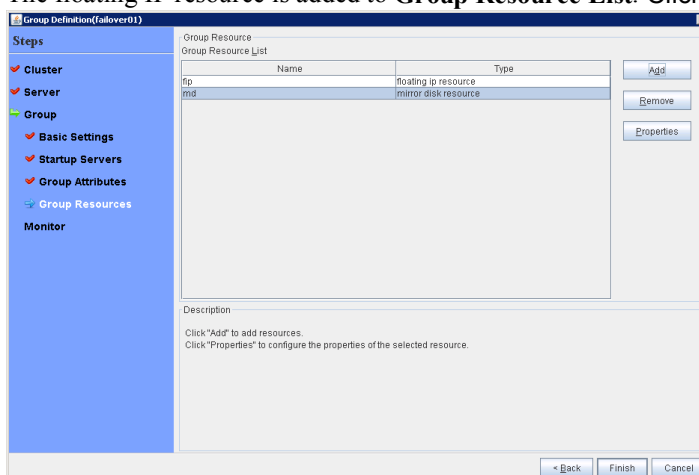 The floating IP resource is added to Group Resource List. Click
Group Definition(failover01)
Steps
Cluster
Server
Group
Basic Settings
Startup Servers
Group Attributes
Group Resources
Monitor
Group Resource
Group Resource List
Name Type
fip floating ip resource
md mirror disk resource
Add
Remove
Properties
Description
Click "Add" to add resources.
Click "Properties" to configure the properties of the selected resource.
< Back Finish Cancel